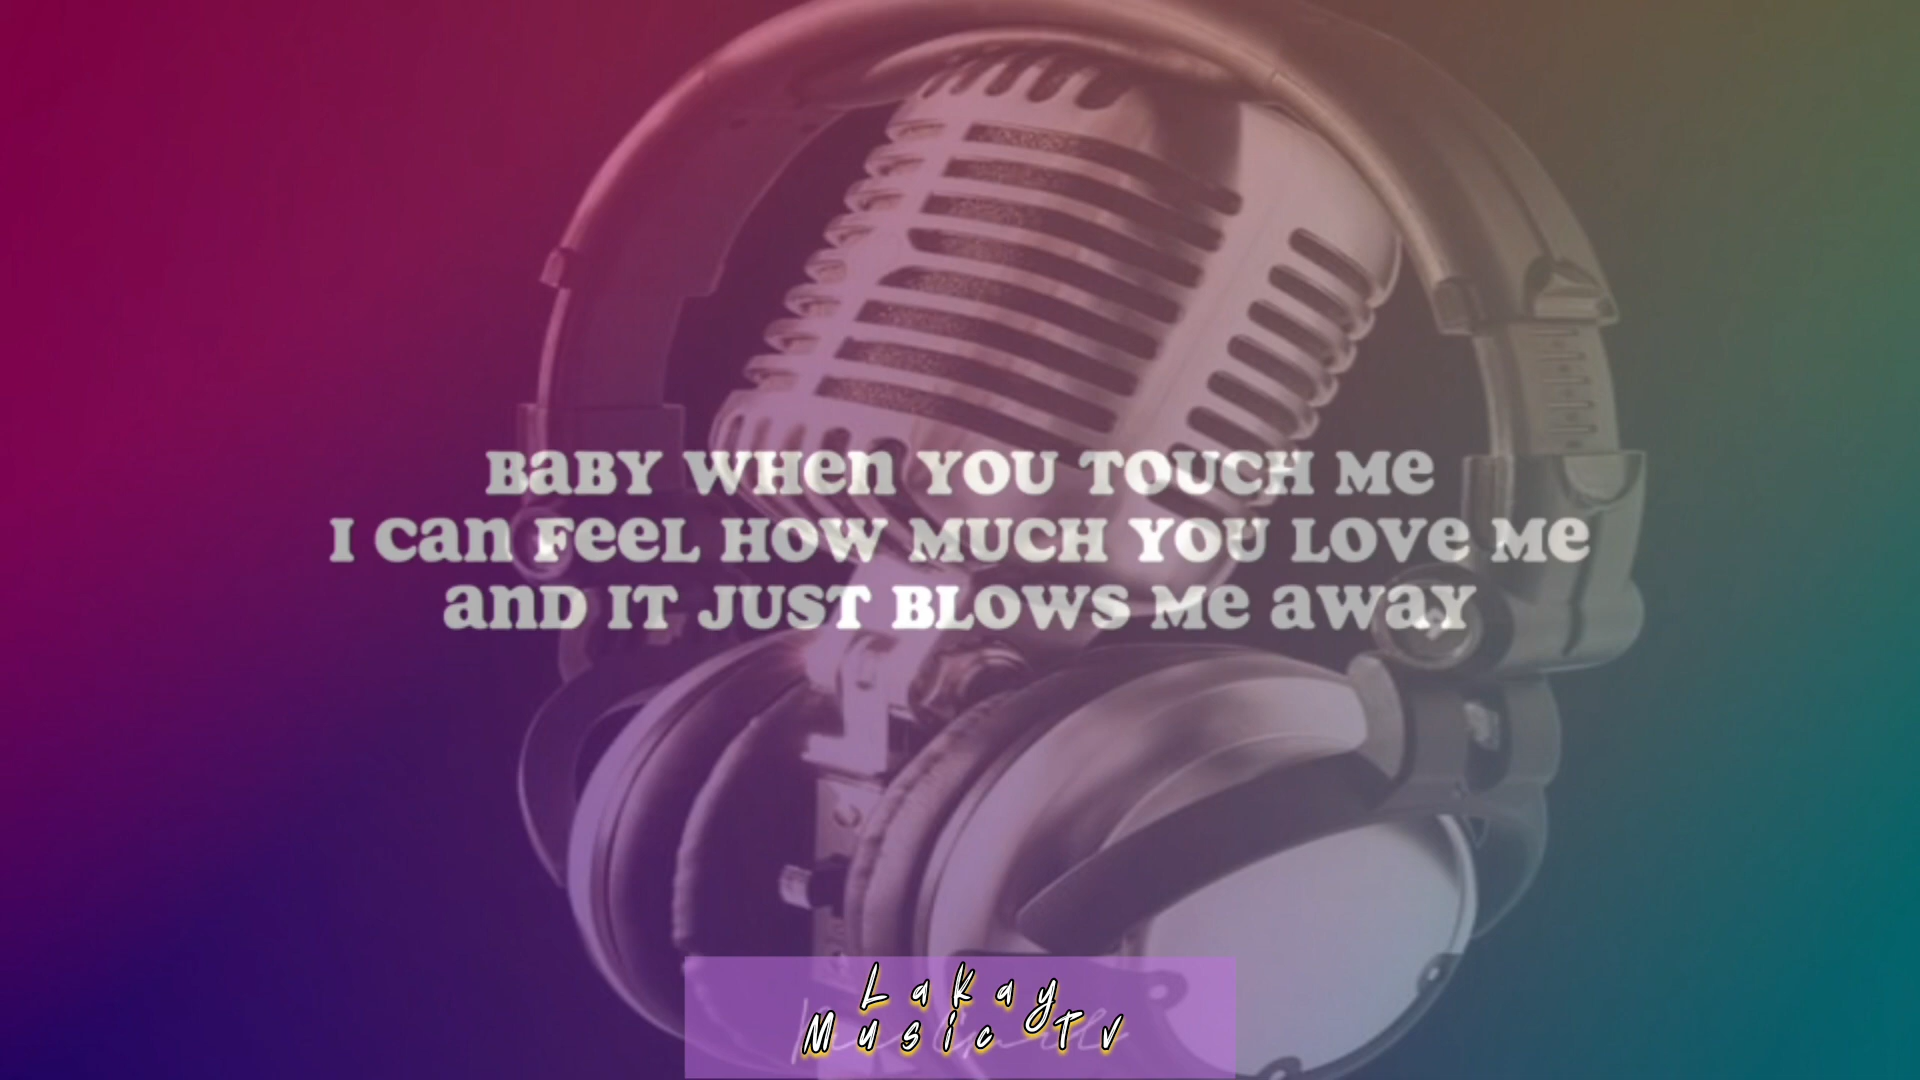 Baby when you touch me
I can feel how much you love me
and it just blows me away
Lakay
Music Tv